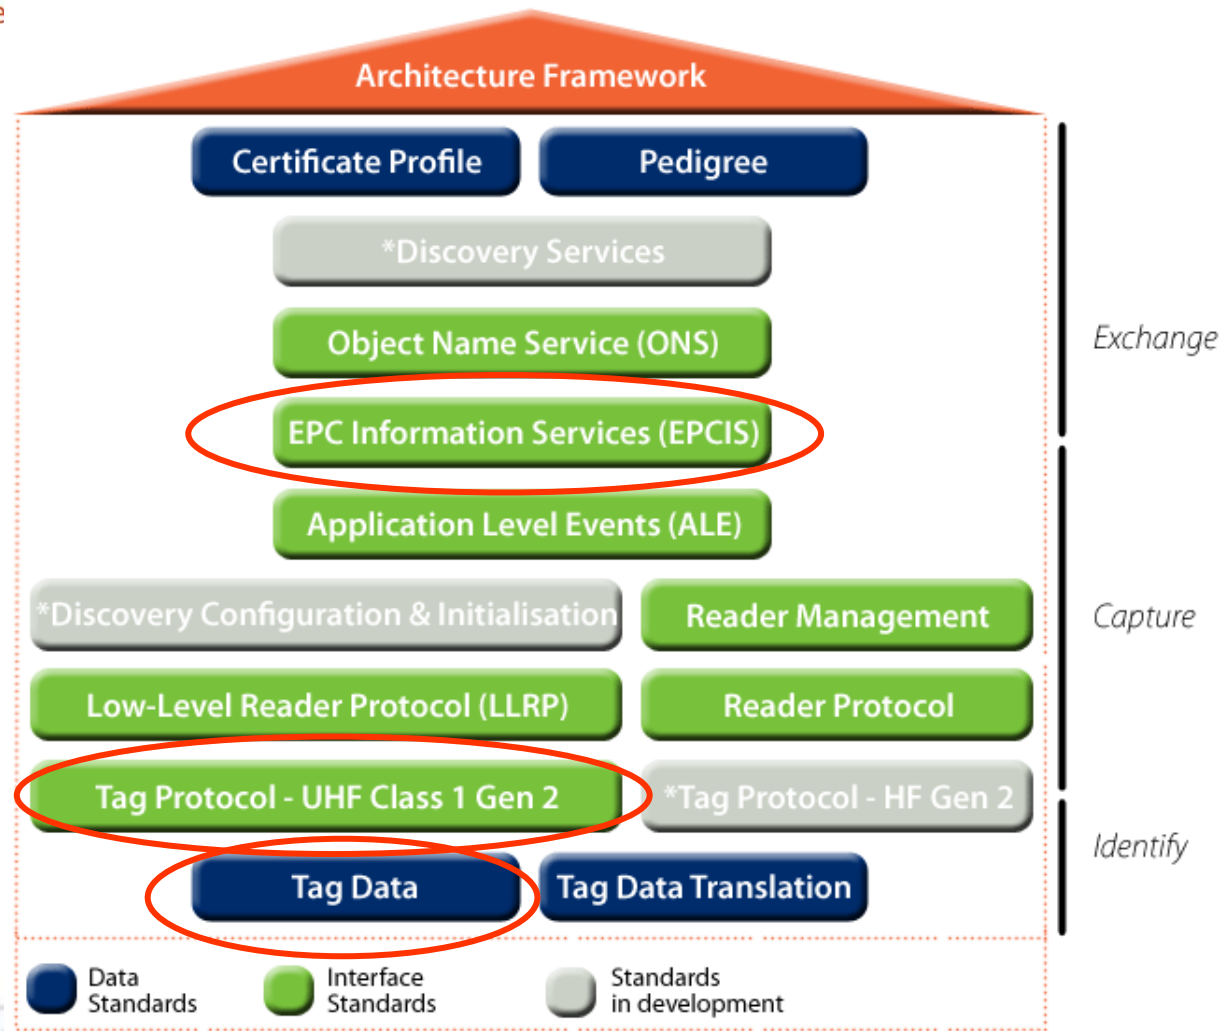 e
Architecture Framework
Certificate Profile
Pedigree
*Discovery Services
Object Name Service (ONS)
Exchange
EPC Information Services (EPCIS)
Application Level Events (ALE)
*Discovery Configuration & Initialisation
Reader Management
Capture
Low-Level Reader Protocol (LLRP)
Reader Protocol
Tag Protocol - UHF Class 1 Gen 2
*Tag Protocol - HF Gen 2
Identify
Tag Data
Tag Data Translation
Data
Standards
Interface
Standards
Standards
in development